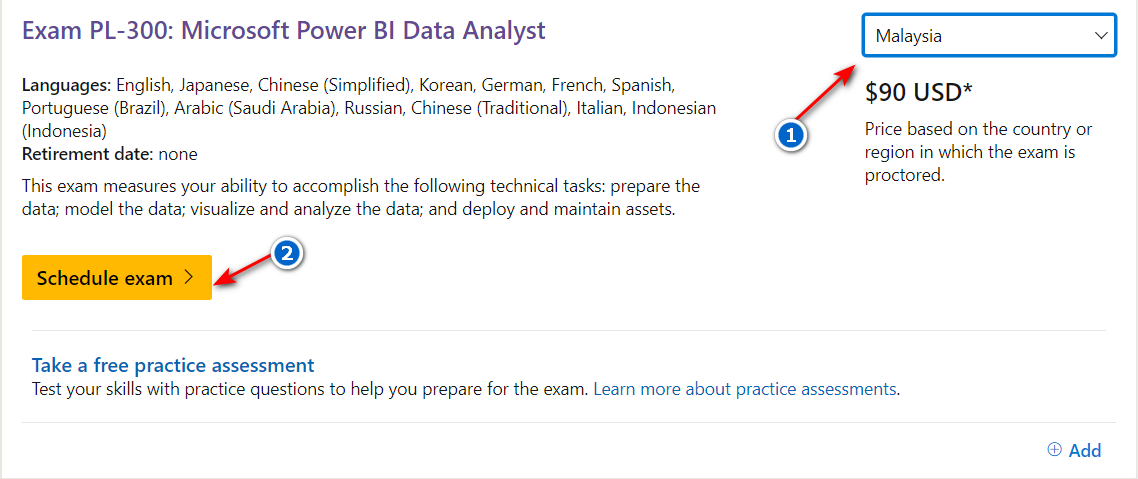 Exam PL-300: Microsoft Power BI Data Analyst
Malaysia
Languages: English, Japanese, Chinese (Simplified), Korean, German, French, Spanish,
Portuguese (Brazil), Arabic (Saudi Arabia), Russian, Chinese (Traditional), Italian, Indonesian
(Indonesia)
Retirement date: none
This exam measures your ability to accomplish the following technical tasks: prepare the
data; model the data; visualize and analyze the data; and deploy and maintain assets.
1
$90 USD*
Price based on the country or
region in which the exam is
proctored.
2
Schedule exam
Take a free practice assessment
Test your skills with practice questions to help you prepare for the exam. Learn more about practice assessments.
Add